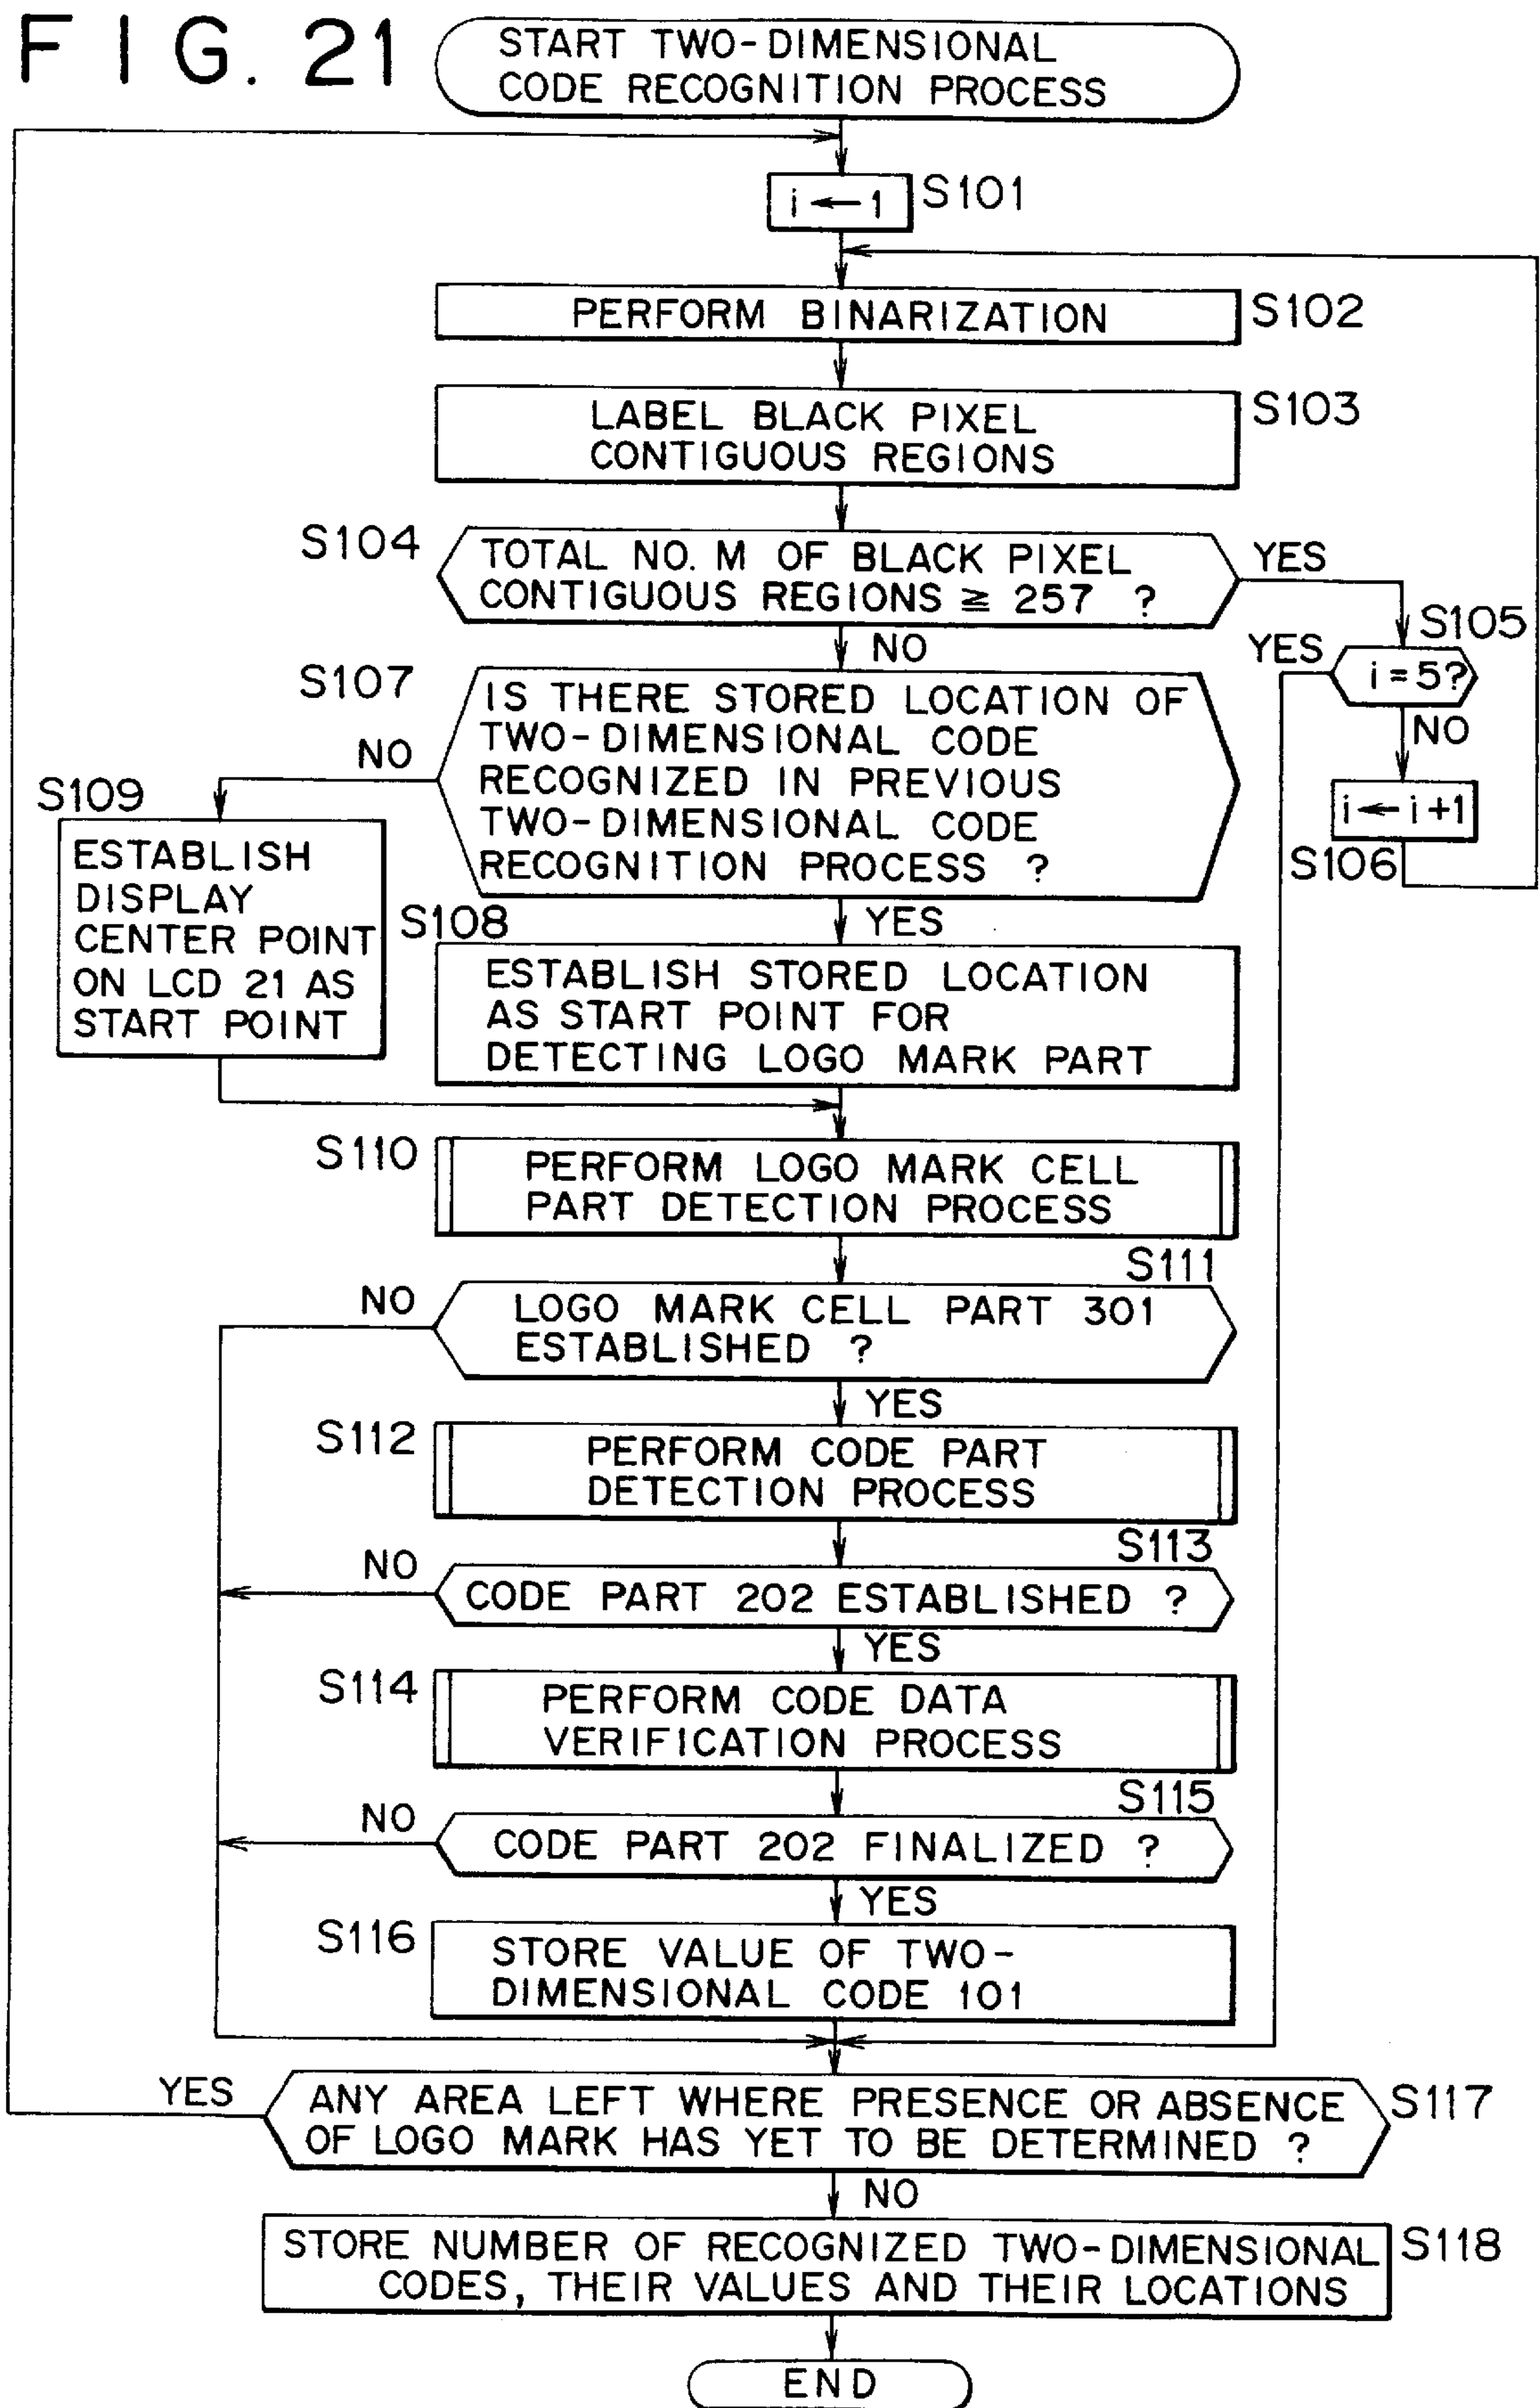 FIG. 21
START TWO-DIMENSIONAL
CODE RECOGNITION PROCESS
i ← 1
S101
PERFORM BINARIZATION
S102
LABEL BLACK PIXEL
CONTIGUOUS REGIONS
S103
S104
TOTAL NO. M OF BLACK PIXEL
CONTIGUOUS REGIONS ≧ 257 ?
YES
NO
S105
i = 5?
YES
NO
i ← i+1
S106
S107
IS THERE STORED LOCATION OF
TWO-DIMENSIONAL CODE
RECOGNIZED IN PREVIOUS
TWO-DIMENSIONAL CODE
RECOGNITION PROCESS ?
NO
YES
S109
ESTABLISH
DISPLAY
CENTER POINT
ON LCD 21 AS
START POINT
S108
ESTABLISH STORED LOCATION
AS START POINT FOR
DETECTING LOGO MARK PART
S110
PERFORM LOGO MARK CELL
PART DETECTION PROCESS
S111
NO
LOGO MARK CELL PART 301
ESTABLISHED ?
YES
S112
PERFORM CODE PART
DETECTION PROCESS
S113
NO
CODE PART 202 ESTABLISHED ?
YES
S114
PERFORM CODE DATA
VERIFICATION PROCESS
S115
NO
CODE PART 202 FINALIZED ?
YES
S116
STORE VALUE OF TWO-
DIMENSIONAL CODE 101
YES
ANY AREA LEFT WHERE PRESENCE OR ABSENCE
OF LOGO MARK HAS YET TO BE DETERMINED ?
S117
NO
STORE NUMBER OF RECOGNIZED TWO-DIMENSIONAL
CODES, THEIR VALUES AND THEIR LOCATIONS
S118
END